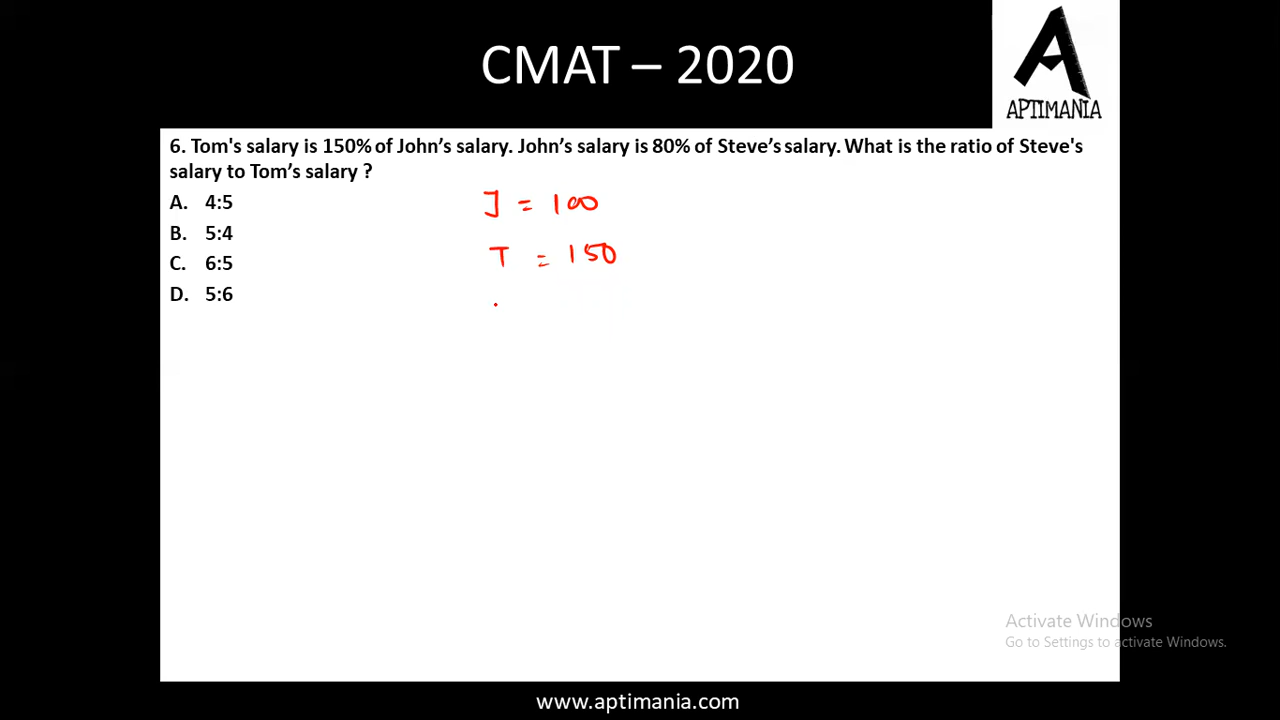 CMAT – 2020
APTIMANIA
6. Tom's salary is 150% of John’s salary. John’s salary is 80% of Steve’s salary. What is the ratio of Steve's
salary to Tom’s salary ?
A. 4:5
B. 5:4
C. 6:5
D. 5:6
J = 100
T = 150
Activate Windows
Go to Settings to activate Windows.
www.aptimania.com